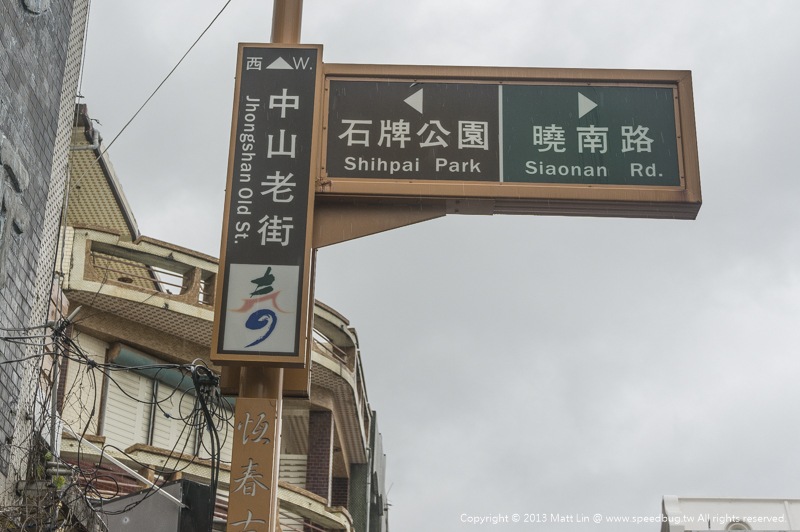 西 ▲ W.
中山老街
Jhongshan Old St.
◀
石牌公園
Shihpai Park
▶
曉南路
Siaonan Rd.
恆春古
Copyright © 2013 Matt Lin @ www.speedbug.tw All rights reserved.